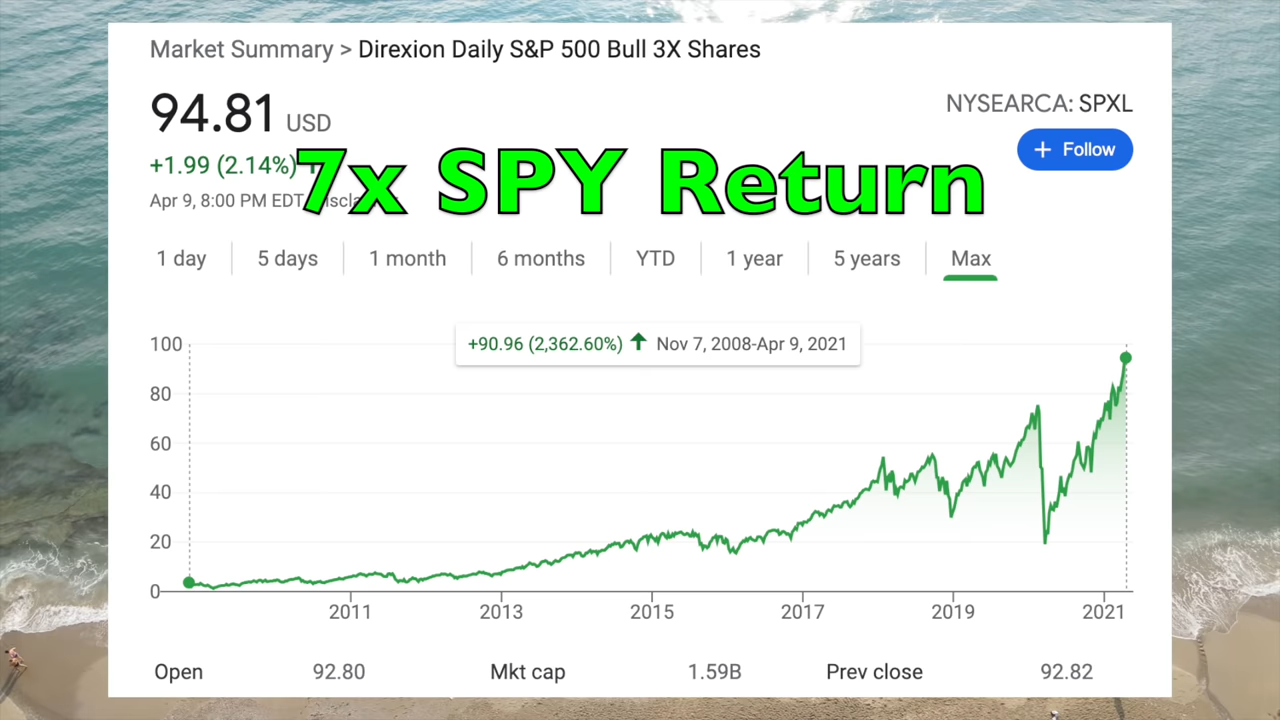 Market Summary > Direxion Daily S&P 500 Bull 3X Shares
94.81 USD
NYSEARCA: SPXL
+1.99 (2.14%)
+ Follow
7x SPY Return
Apr 9, 8:00 PM EDT
1 day 5 days 1 month 6 months YTD 1 year 5 years Max
+90.96 (2,362.60%) ↑ Nov 7, 2008-Apr 9, 2021
100
80
60
40
20
0
2011 2013 2015 2017 2019 2021
Open 92.80 Mkt cap 1.59B Prev close 92.82